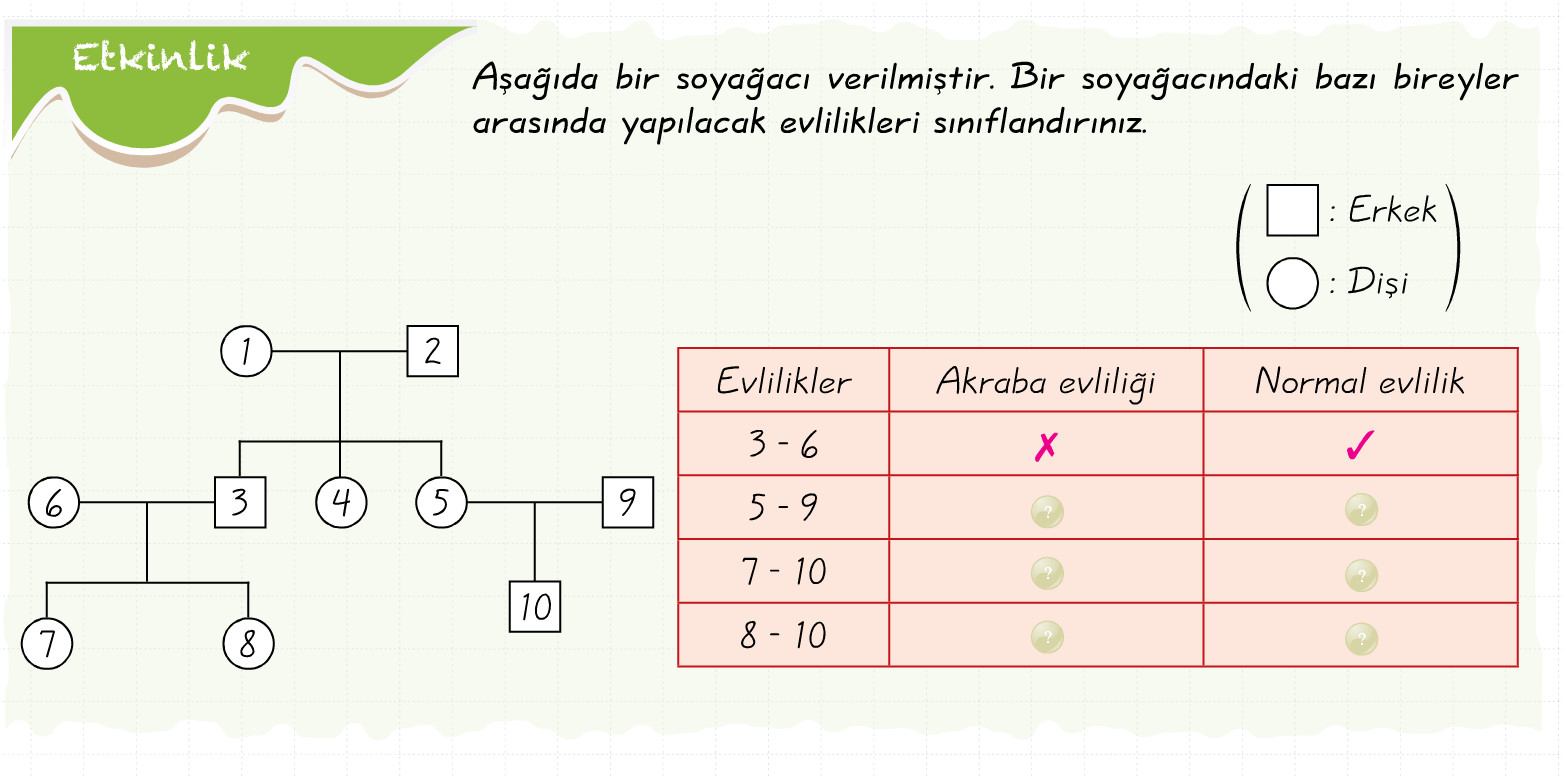 Etkinlik
Aşağıda bir soyağacı verilmiştir. Bir soyağacındaki bazı bireyler
arasında yapılacak evlilikleri sınıflandırınız.
: Erkek
: Dişi
1 2
6 3 4 5 9
10
7 8
Evlilikler Akraba evliliği Normal evlilik
3 - 6 ✗ ✓
5 - 9 ? ?
7 - 10 ? ?
8 - 10 ? ?